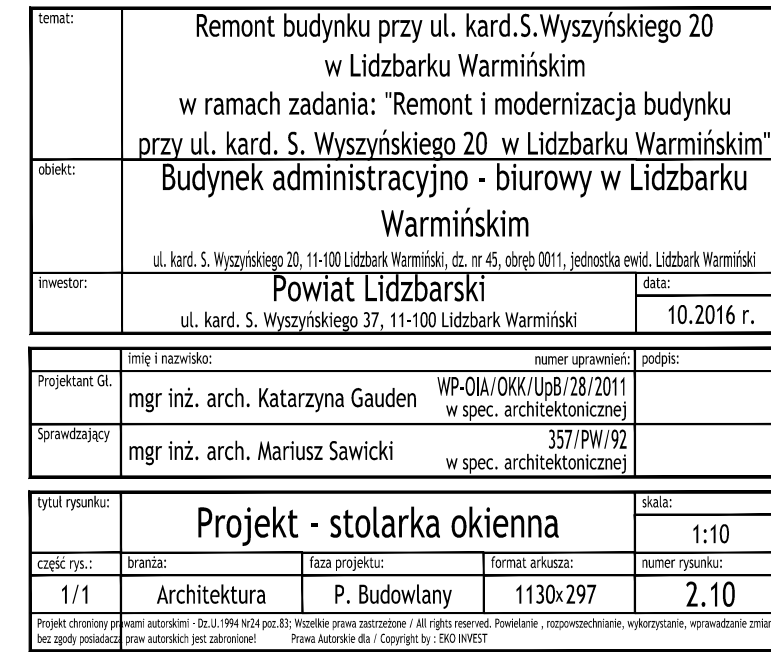 temat:
Remont budynku przy ul. kard.S.Wyszyńskiego 20
w Lidzbarku Warmińskim
w ramach zadania: "Remont i modernizacja budynku
przy ul. kard. S. Wyszyńskiego 20 w Lidzbarku Warmińskim"
obiekt:
Budynek administracyjno - biurowy w Lidzbarku
Warmińskim
ul. kard. S. Wyszyńskiego 20, 11-100 Lidzbark Warmiński, dz. nr 45, obręb 0011, jednostka ewid. Lidzbark Warmiński
inwestor:
Powiat Lidzbarski
ul. kard. S. Wyszyńskiego 37, 11-100 Lidzbark Warmiński
data:
10.2016 r.
imię i nazwisko: numer uprawnień: podpis:
Projektant Gł.
mgr inż. arch. Katarzyna Gauden
WP-OIA/OKK/UpB/28/2011
w spec. architektonicznej
Sprawdzający
mgr inż. arch. Mariusz Sawicki
357/PW/92
w spec. architektonicznej
tytuł rysunku:
Projekt - stolarka okienna
skala:
1:10
część rys.: branża: faza projektu: format arkusza: numer rysunku:
1/1 Architektura P. Budowlany 1130x297 2.10
Projekt chroniony prawami autorskimi - Dz.U.1994 Nr24 poz.83; Wszelkie prawa zastrzeżone / All rights reserved. Powielanie , rozpowszechnianie, wykorzystanie, wprawadzanie zmian
bez zgody posiadacza praw autorskich jest zabronione! Prawa Autorskie dla / Copyright by : EKO INVEST